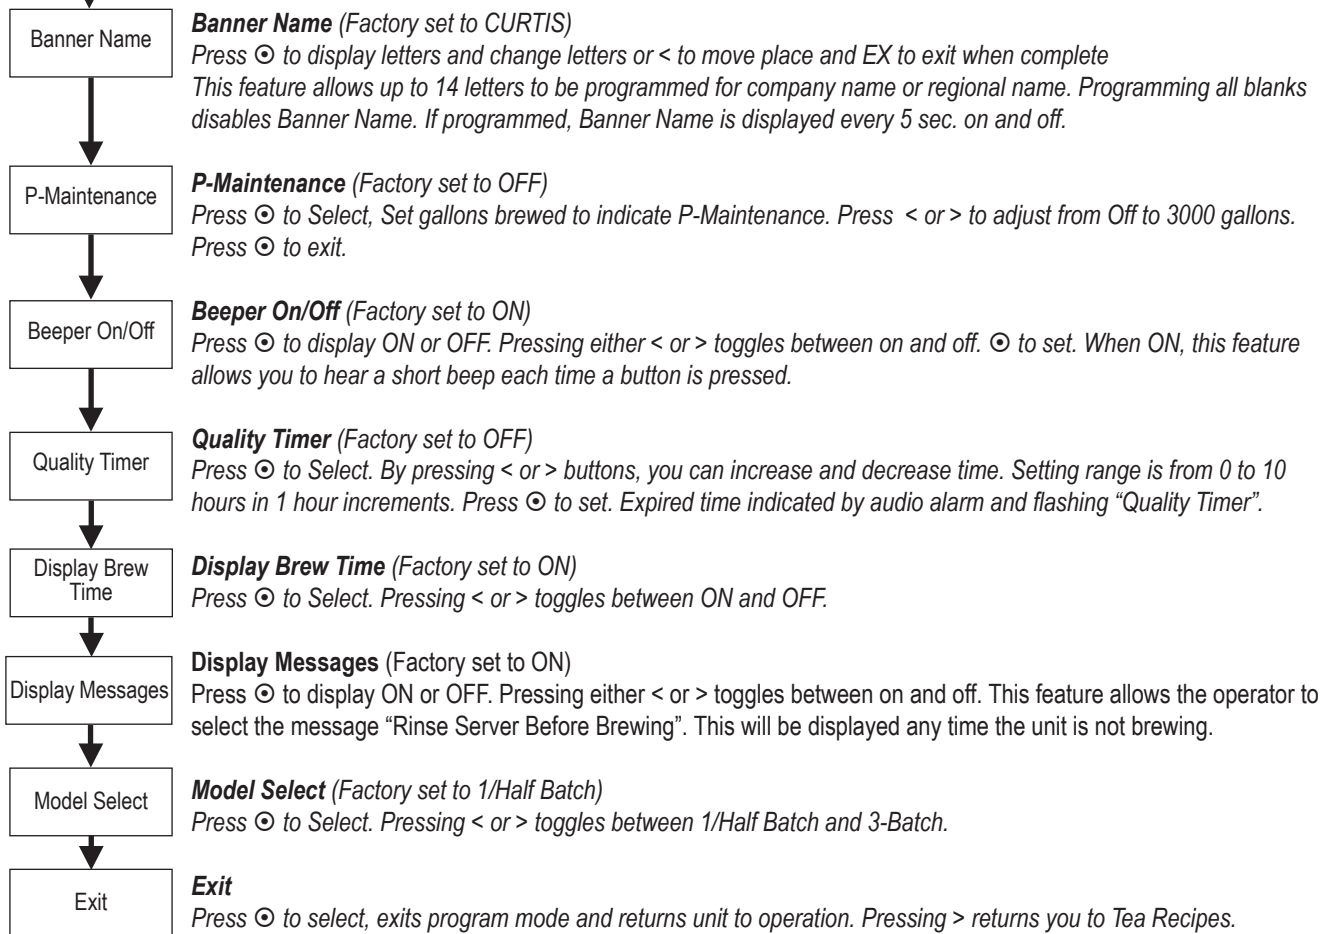 Banner Name
Banner Name (Factory set to CURTIS)
Press ⊙ to display letters and change letters or < to move place and EX to exit when complete
This feature allows up to 14 letters to be programmed for company name or regional name. Programming all blanks
disables Banner Name. If programmed, Banner Name is displayed every 5 sec. on and off.
P-Maintenance
P-Maintenance (Factory set to OFF)
Press ⊙ to Select, Set gallons brewed to indicate P-Maintenance. Press < or > to adjust from Off to 3000 gallons.
Press ⊙ to exit.
Beeper On/Off
Beeper On/Off (Factory set to ON)
Press ⊙ to display ON or OFF. Pressing either < or > toggles between on and off. ⊙ to set. When ON, this feature
allows you to hear a short beep each time a button is pressed.
Quality Timer
Quality Timer (Factory set to OFF)
Press ⊙ to Select. By pressing < or > buttons, you can increase and decrease time. Setting range is from 0 to 10
hours in 1 hour increments. Press ⊙ to set. Expired time indicated by audio alarm and flashing “Quality Timer”.
Display Brew
Time
Display Brew Time (Factory set to ON)
Press ⊙ to Select. Pressing < or > toggles between ON and OFF.
Display Messages
Display Messages (Factory set to ON)
Press ⊙ to display ON or OFF. Pressing either < or > toggles between on and off. This feature allows the operator to
select the message “Rinse Server Before Brewing”. This will be displayed any time the unit is not brewing.
Model Select
Model Select (Factory set to 1/Half Batch)
Press ⊙ to Select. Pressing < or > toggles between 1/Half Batch and 3-Batch.
Exit
Exit
Press ⊙ to select, exits program mode and returns unit to operation. Pressing > returns you to Tea Recipes.